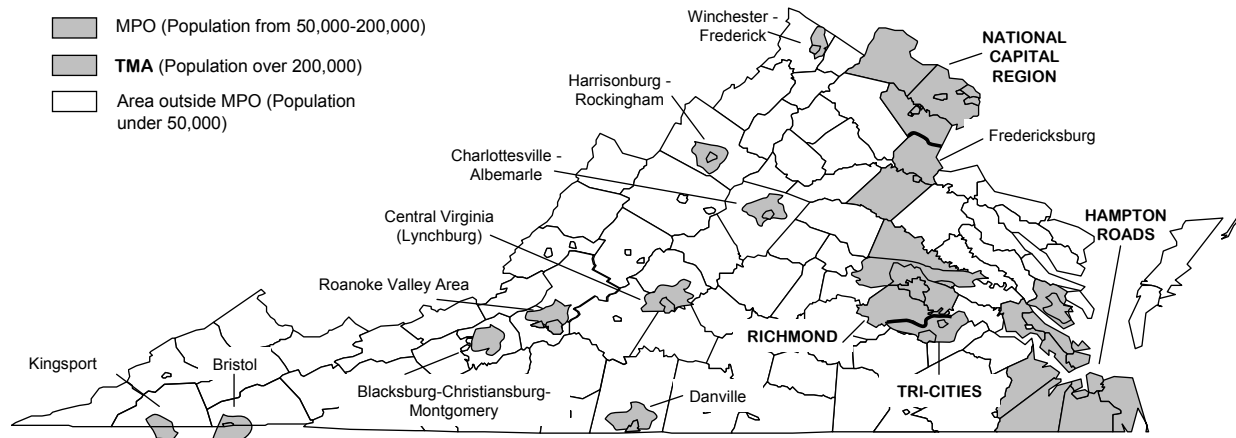 MPO (Population from 50,000-200,000)
TMA (Population over 200,000)
Area outside MPO (Population
under 50,000)
Winchester -
Frederick
NATIONAL
CAPITAL
REGION
Harrisonburg -
Rockingham
Fredericksburg
Charlottesville -
Albemarle
Central Virginia
(Lynchburg)
HAMPTON
ROADS
Roanoke Valley Area
RICHMOND
Kingsport
Bristol
Blacksburg-Christiansburg-
Montgomery
Danville
TRI-CITIES